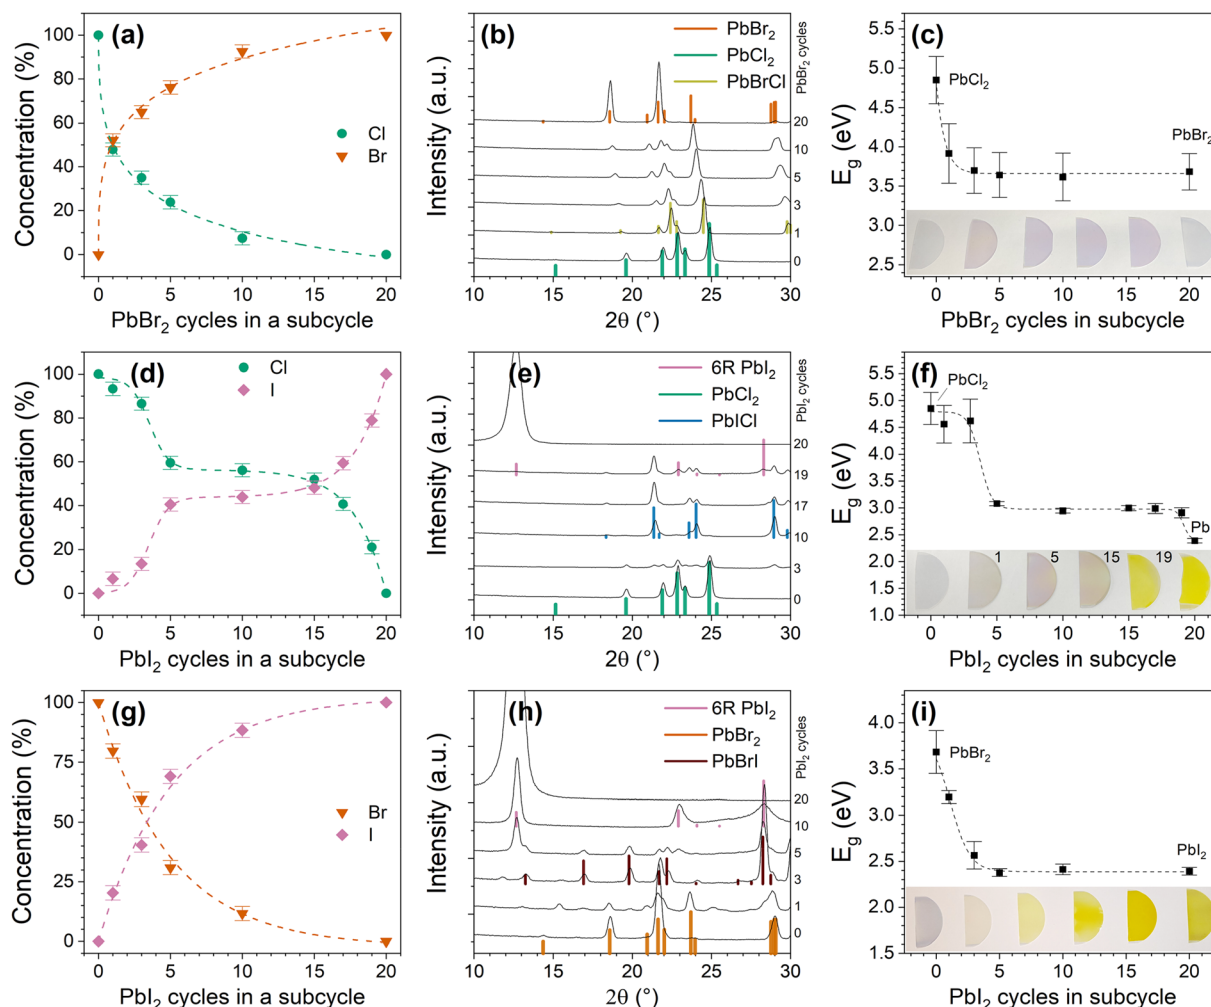 (a)
Concentration (%)
100
80
60
40
20
0
Cl
Br
0 5 10 15 20
PbBr₂ cycles in a subcycle
(b)
Intensity (a.u.)
PbBr₂
PbCl₂
PbBrCl
PbBr₂ cycles
20
10
5
3
1
0
10 15 20 25 30
2θ (°)
(c)
E_g (eV)
5.0
4.5
4.0
3.5
3.0
2.5
PbCl₂
PbBr₂
0 5 10 15 20
PbBr₂ cycles in subcycle
(d)
Concentration (%)
100
80
60
40
20
0
Cl
I
0 5 10 15 20
PbI₂ cycles in a subcycle
(e)
Intensity (a.u.)
6R PbI₂
PbCl₂
PbICl
PbI₂ cycles
20
19
17
10
3
0
10 15 20 25 30
2θ (°)
(f)
E_g (eV)
5.0
4.0
3.0
2.0
1.0
5.5
4.5
3.5
2.5
1.5
PbCl₂
Pb
1 5 15 19
0 5 10 15 20
PbI₂ cycles in subcycle
(g)
Concentration (%)
100
75
50
25
0
Br
I
0 5 10 15 20
PbI₂ cycles in a subcycle
(h)
Intensity (a.u.)
6R PbI₂
PbBr₂
PbBrI
PbI₂ cycles
20
10
5
3
1
0
10 15 20 25 30
2θ (°)
(i)
E_g (eV)
4.0
3.5
3.0
2.5
2.0
1.5
PbBr₂
PbI₂
0 5 10 15 20
PbI₂ cycles in subcycle